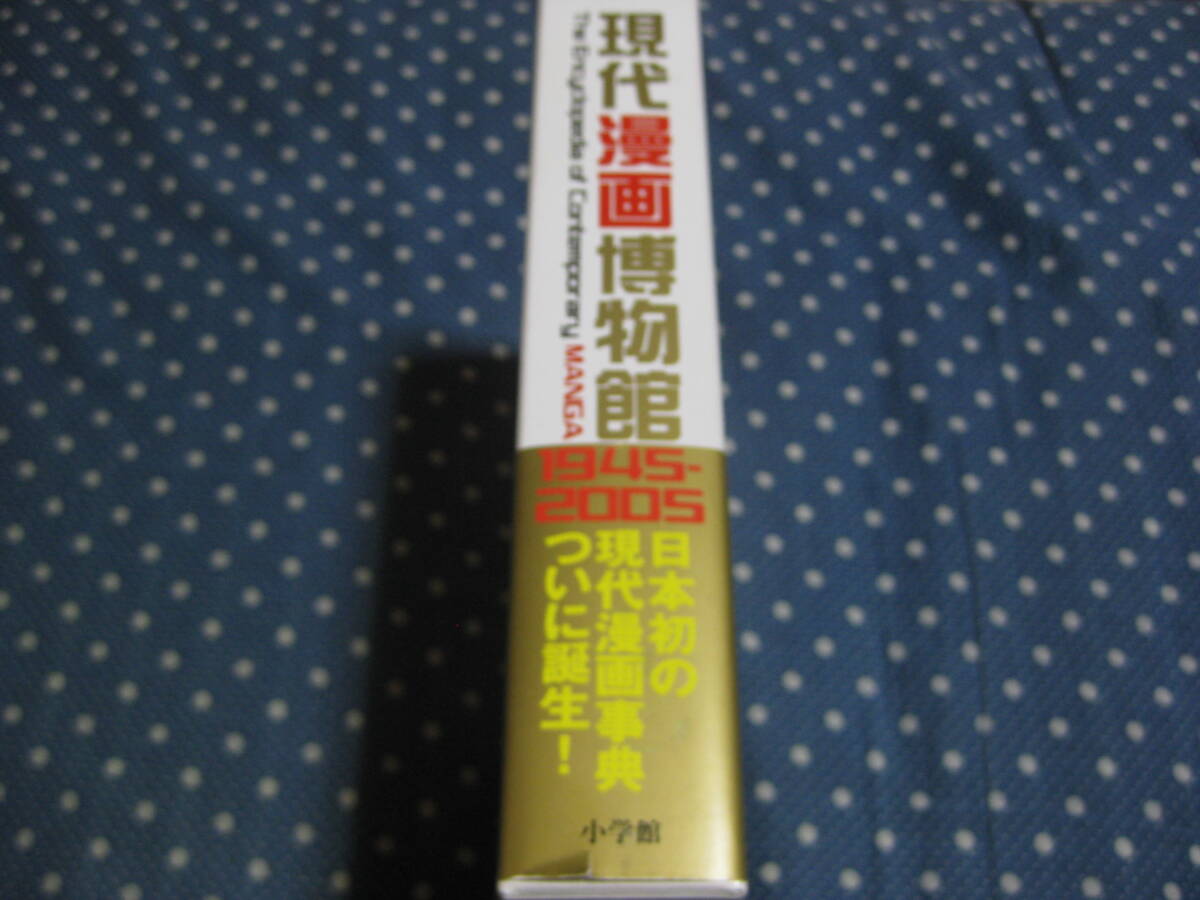 現代漫画博物館
The Encyclopedia of Contemporary MANGA
1945-
2005
日本初の
現代漫画事典
ついに誕生！
小学館